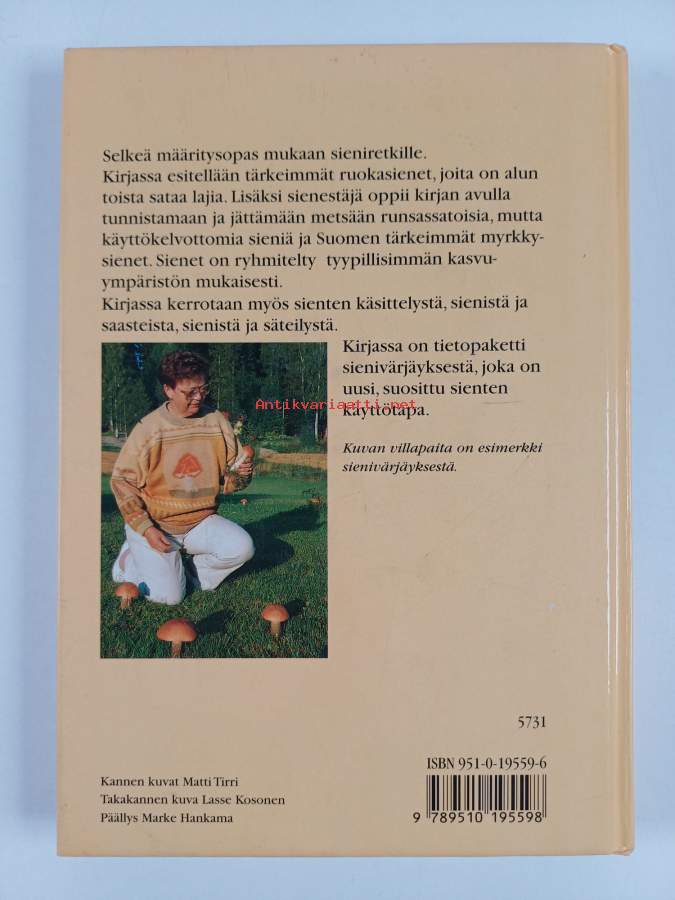 Selkeä määritysopas mukaan sieniretkille.
Kirjassa esitellään tärkeimmät ruokasienet, joita on alun
toista sataa lajia. Lisäksi sienestäjä oppii kirjan avulla
tunnistamaan ja jättämään metsään runsassatoisia, mutta
käyttökelvottomia sieniä ja Suomen tärkeimmät myrkky-
sienet. Sienet on ryhmitelty tyypillisimmän kasvu-
ympäristön mukaisesti.
Kirjassa kerrotaan myös sienten käsittelystä, sienistä ja
saasteista, sienistä ja säteilystä.
Kirjassa on tietopaketti
sienivärjäyksestä, joka on
uusi, suosittu sienten
käyttötapa.
Antikvariaatti.net
Kuvan villapaita on esimerkki
sienivärjäyksestä.
5731
ISBN 951-0-19559-6
9 789510 195598
Kannen kuvat Matti Tirri
Takakannen kuva Lasse Kosonen
Päällys Marke Hankama